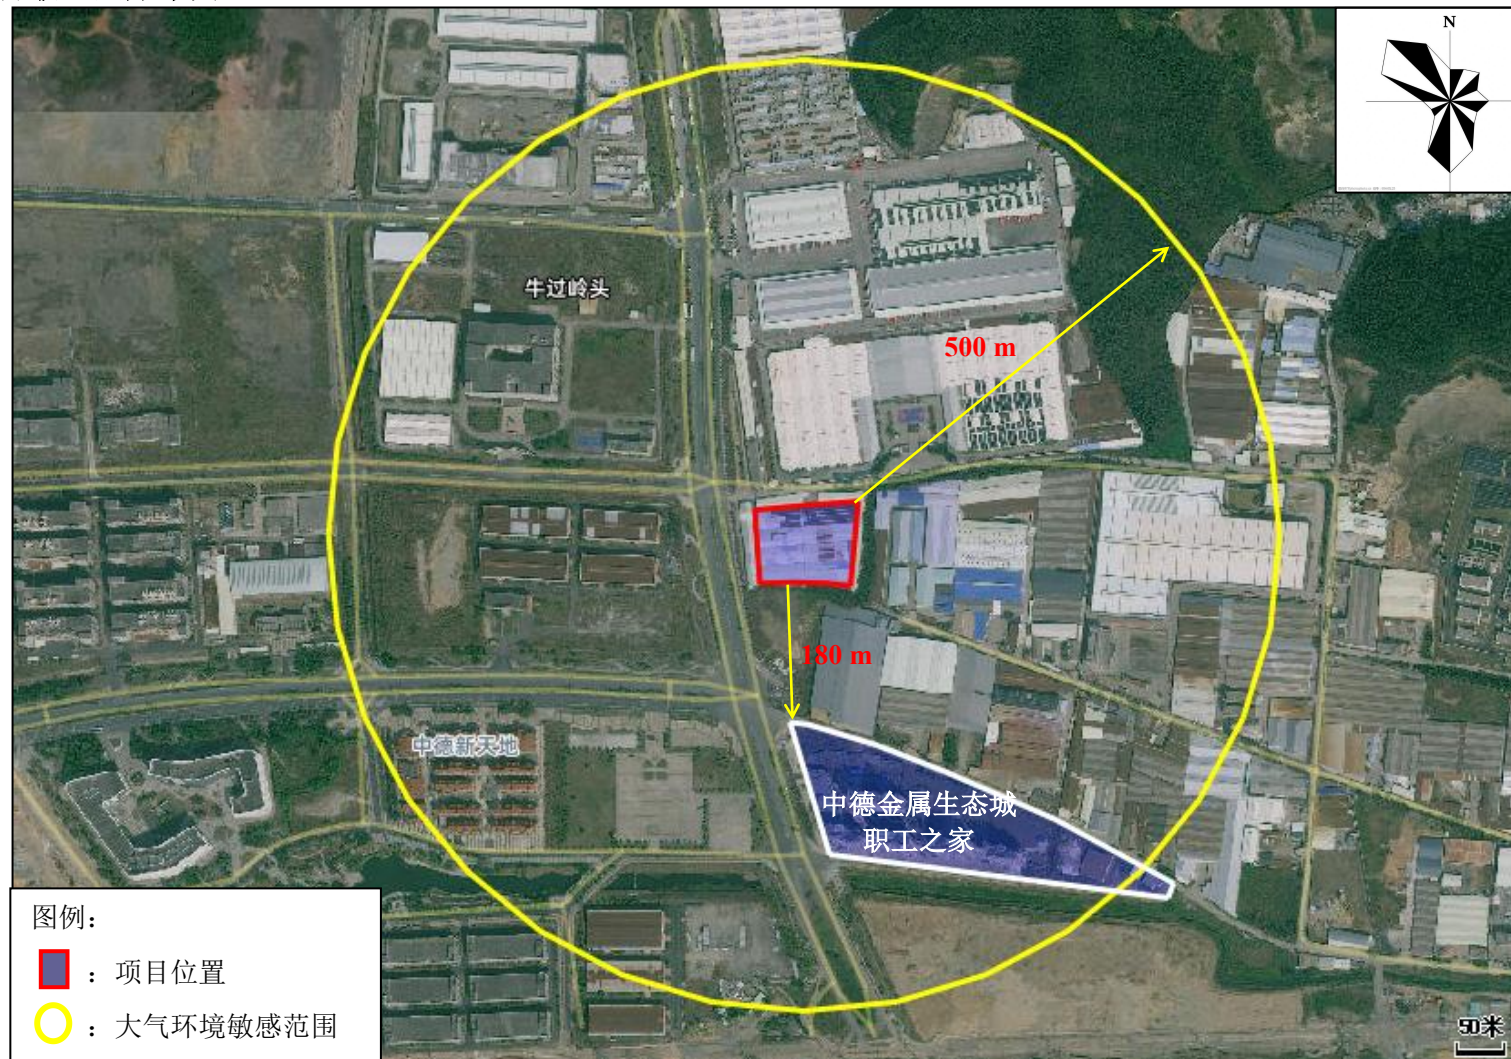 N
牛过岭头
500 m
180 m
中德新天地
中德金属生态城
职工之家
图例：
：项目位置
：大气环境敏感范围
50米